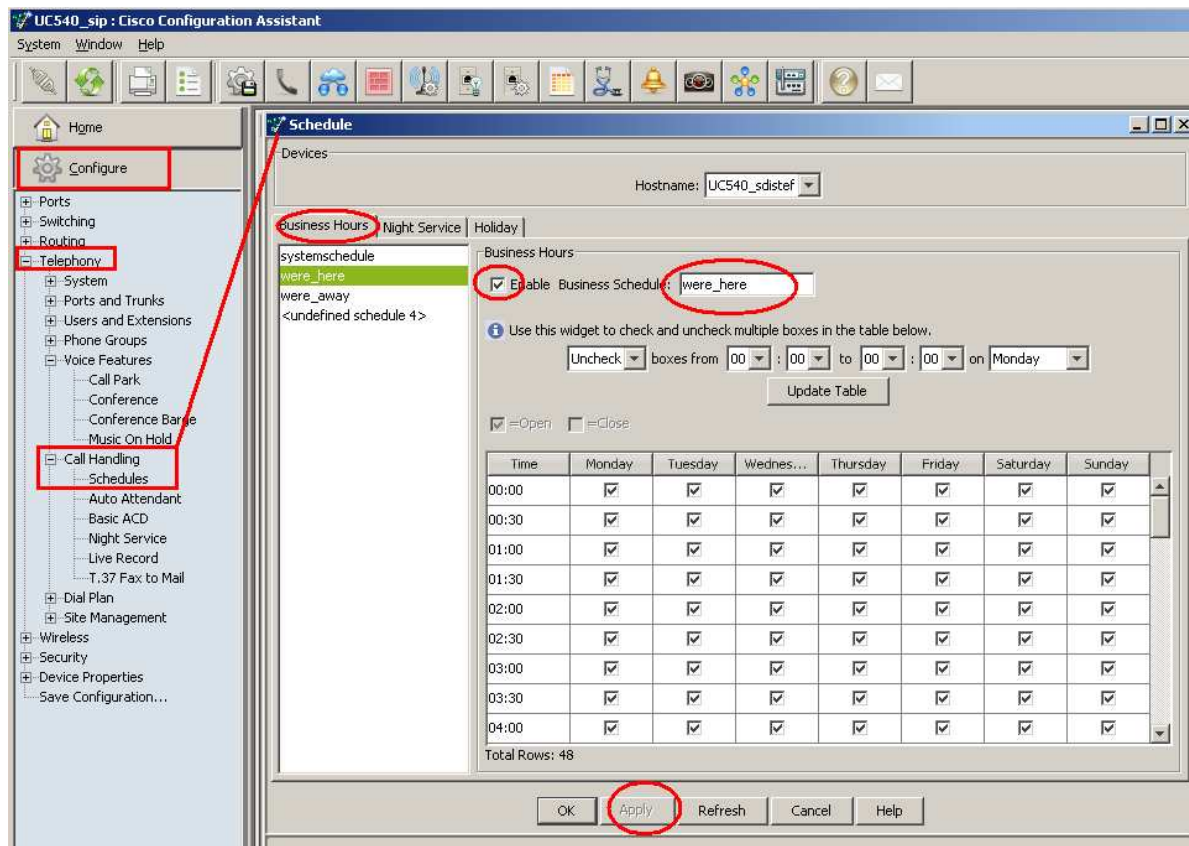 UC540_sip : Cisco Configuration Assistant
System Window Help
Home
Configure
Ports
Switching
Routing
Telephony
System
Ports and Trunks
Users and Extensions
Phone Groups
Voice Features
Call Park
Conference
Conference Barge
Music On Hold
Call Handling
Schedules
Auto Attendant
Basic ACD
Night Service
Live Record
T.37 Fax to Mail
Dial Plan
Site Management
Wireless
Security
Device Properties
Save Configuration...
Schedule
Devices
Hostname: UC540_sdistef
Business Hours Night Service Holiday
systemschedule
were_here
were_away
<undefined schedule 4>
Business Hours
Enable Business Schedule: were_here
Use this widget to check and uncheck multiple boxes in the table below.
Uncheck boxes from 00 : 00 to 00 : 00 on Monday
Update Table
=Open =Close
Time Monday Tuesday Wednes... Thursday Friday Saturday Sunday
00:00
00:30
01:00
01:30
02:00
02:30
03:00
03:30
04:00
Total Rows: 48
OK Apply Refresh Cancel Help